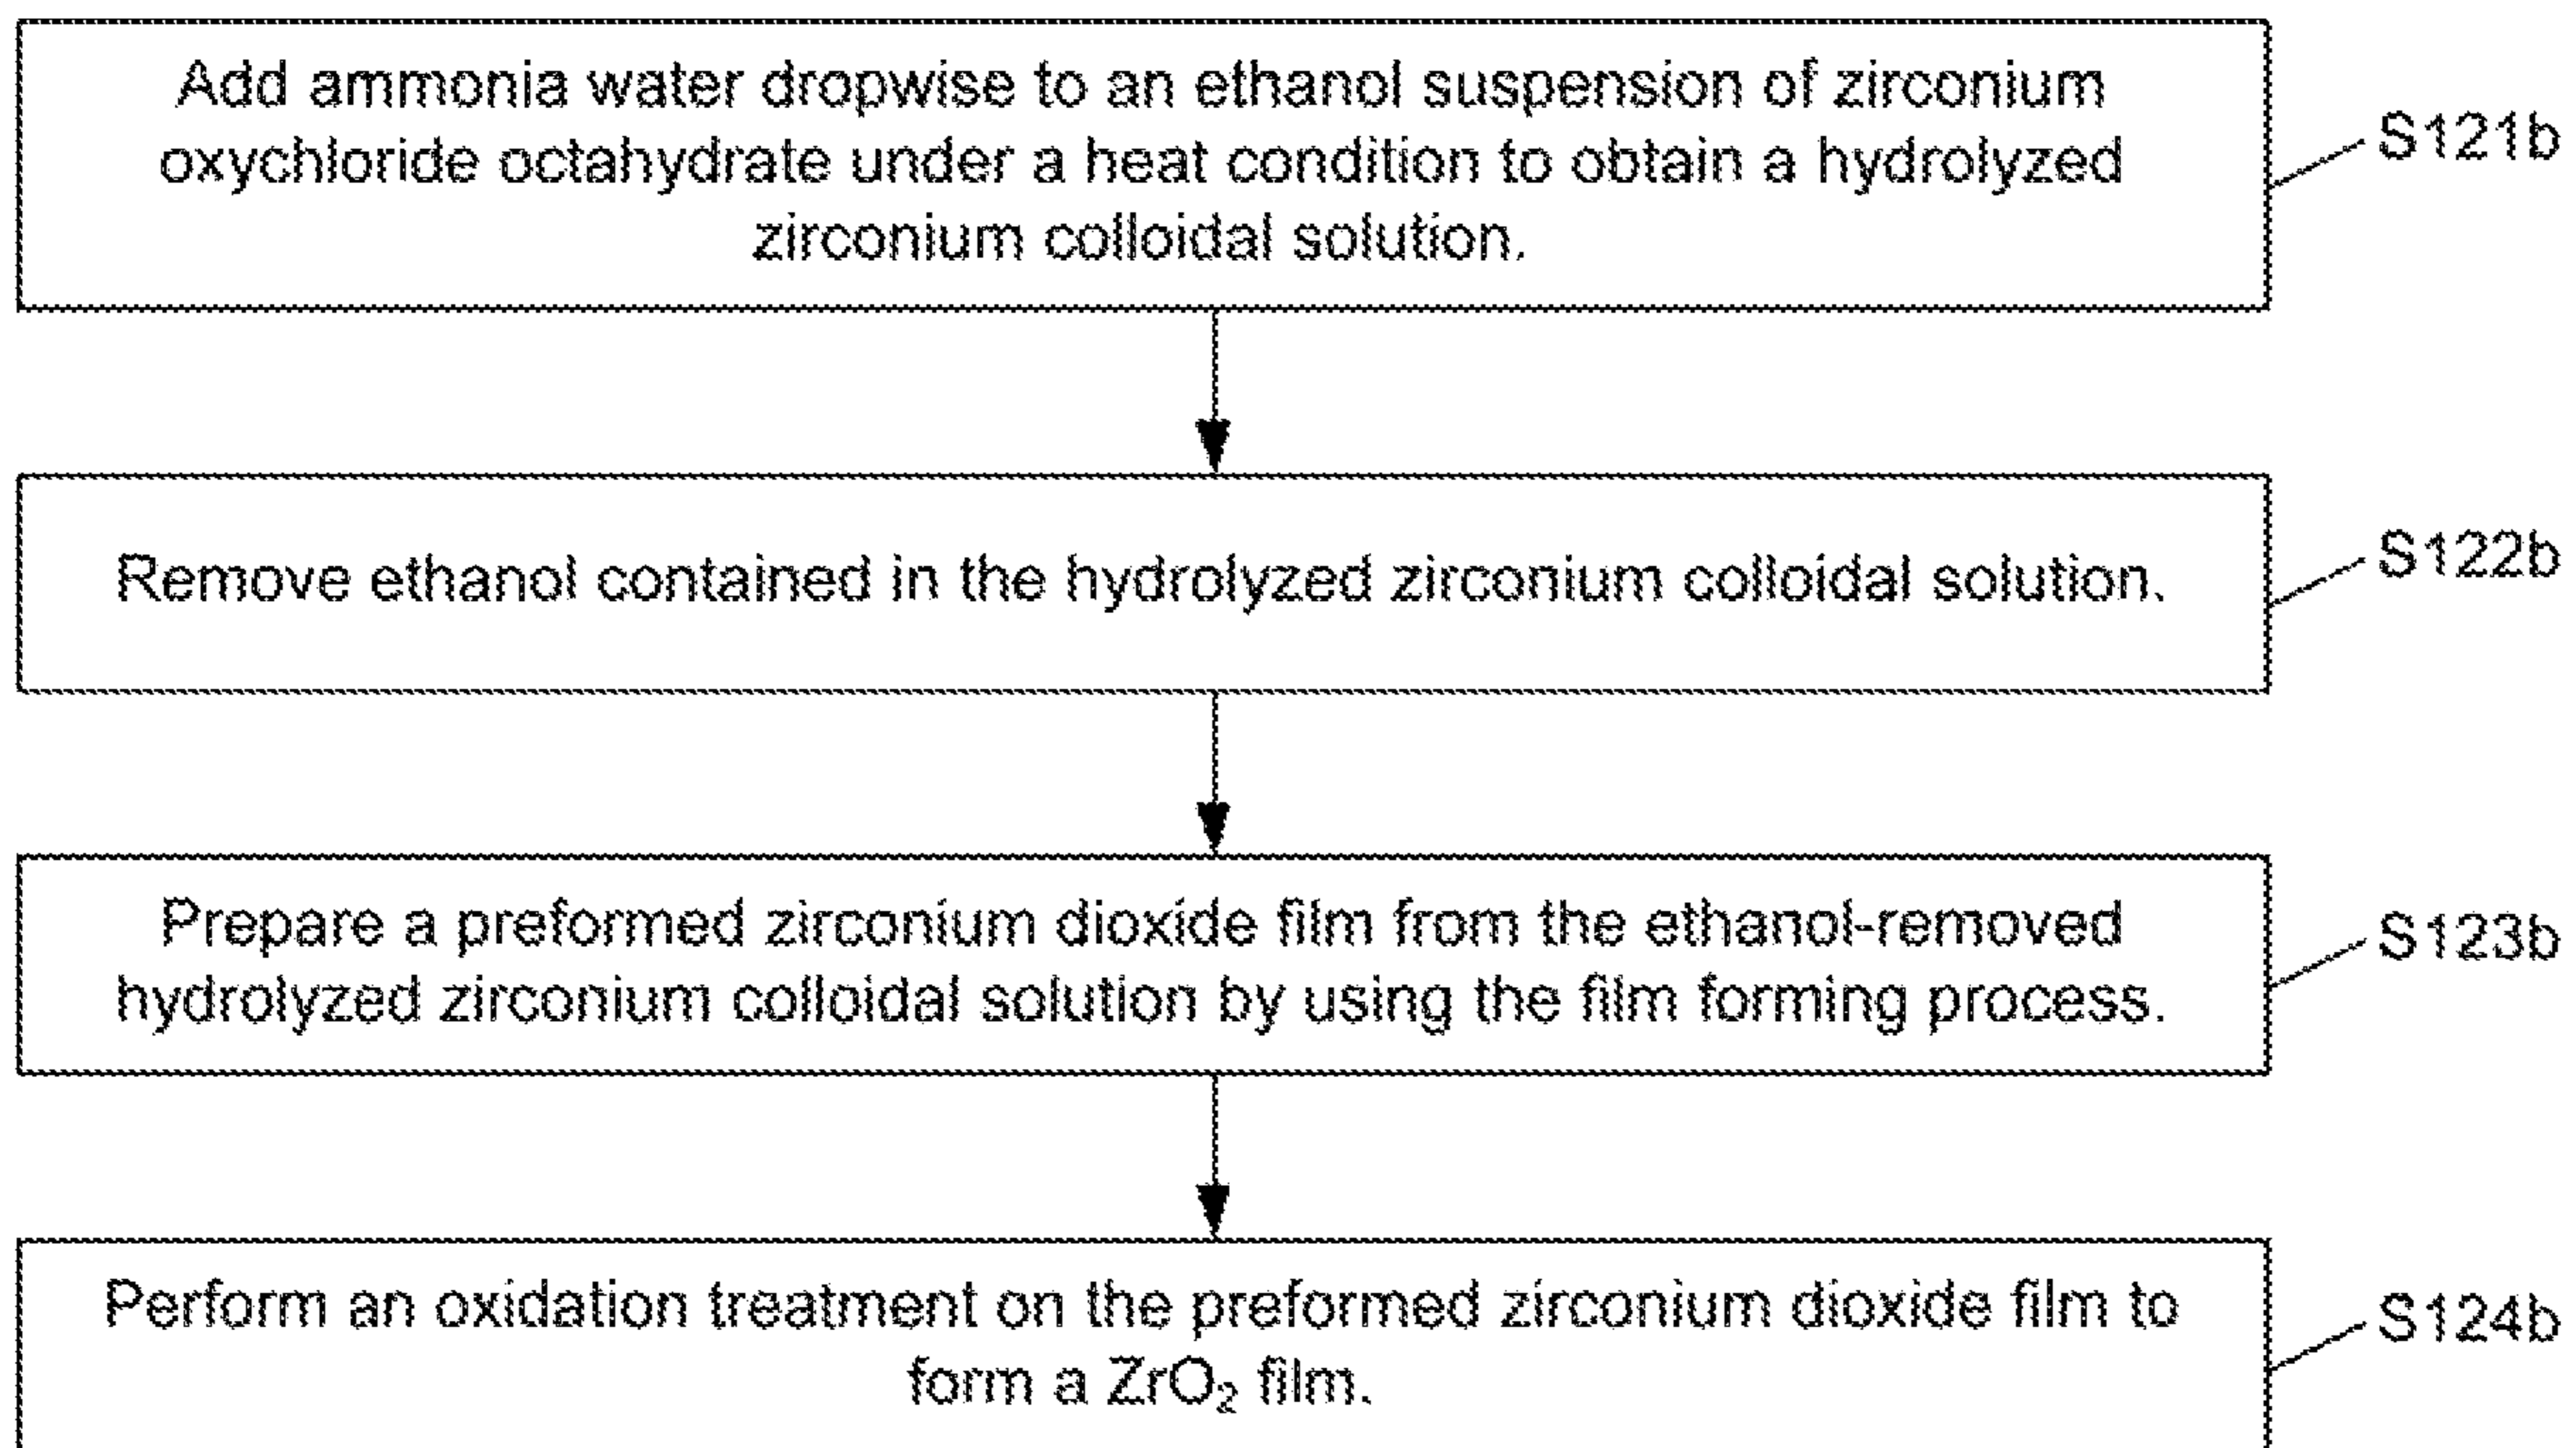 Add ammonia water dropwise to an ethanol suspension of zirconium
oxychloride octahydrate under a heat condition to obtain a hydrolyzed
zirconium colloidal solution.
S121b
Remove ethanol contained in the hydrolyzed zirconium colloidal solution.
S122b
Prepare a preformed zirconium dioxide film from the ethanol-removed
hydrolyzed zirconium colloidal solution by using the film forming process.
S123b
Perform an oxidation treatment on the preformed zirconium dioxide film to
form a ZrO₂ film.
S124b